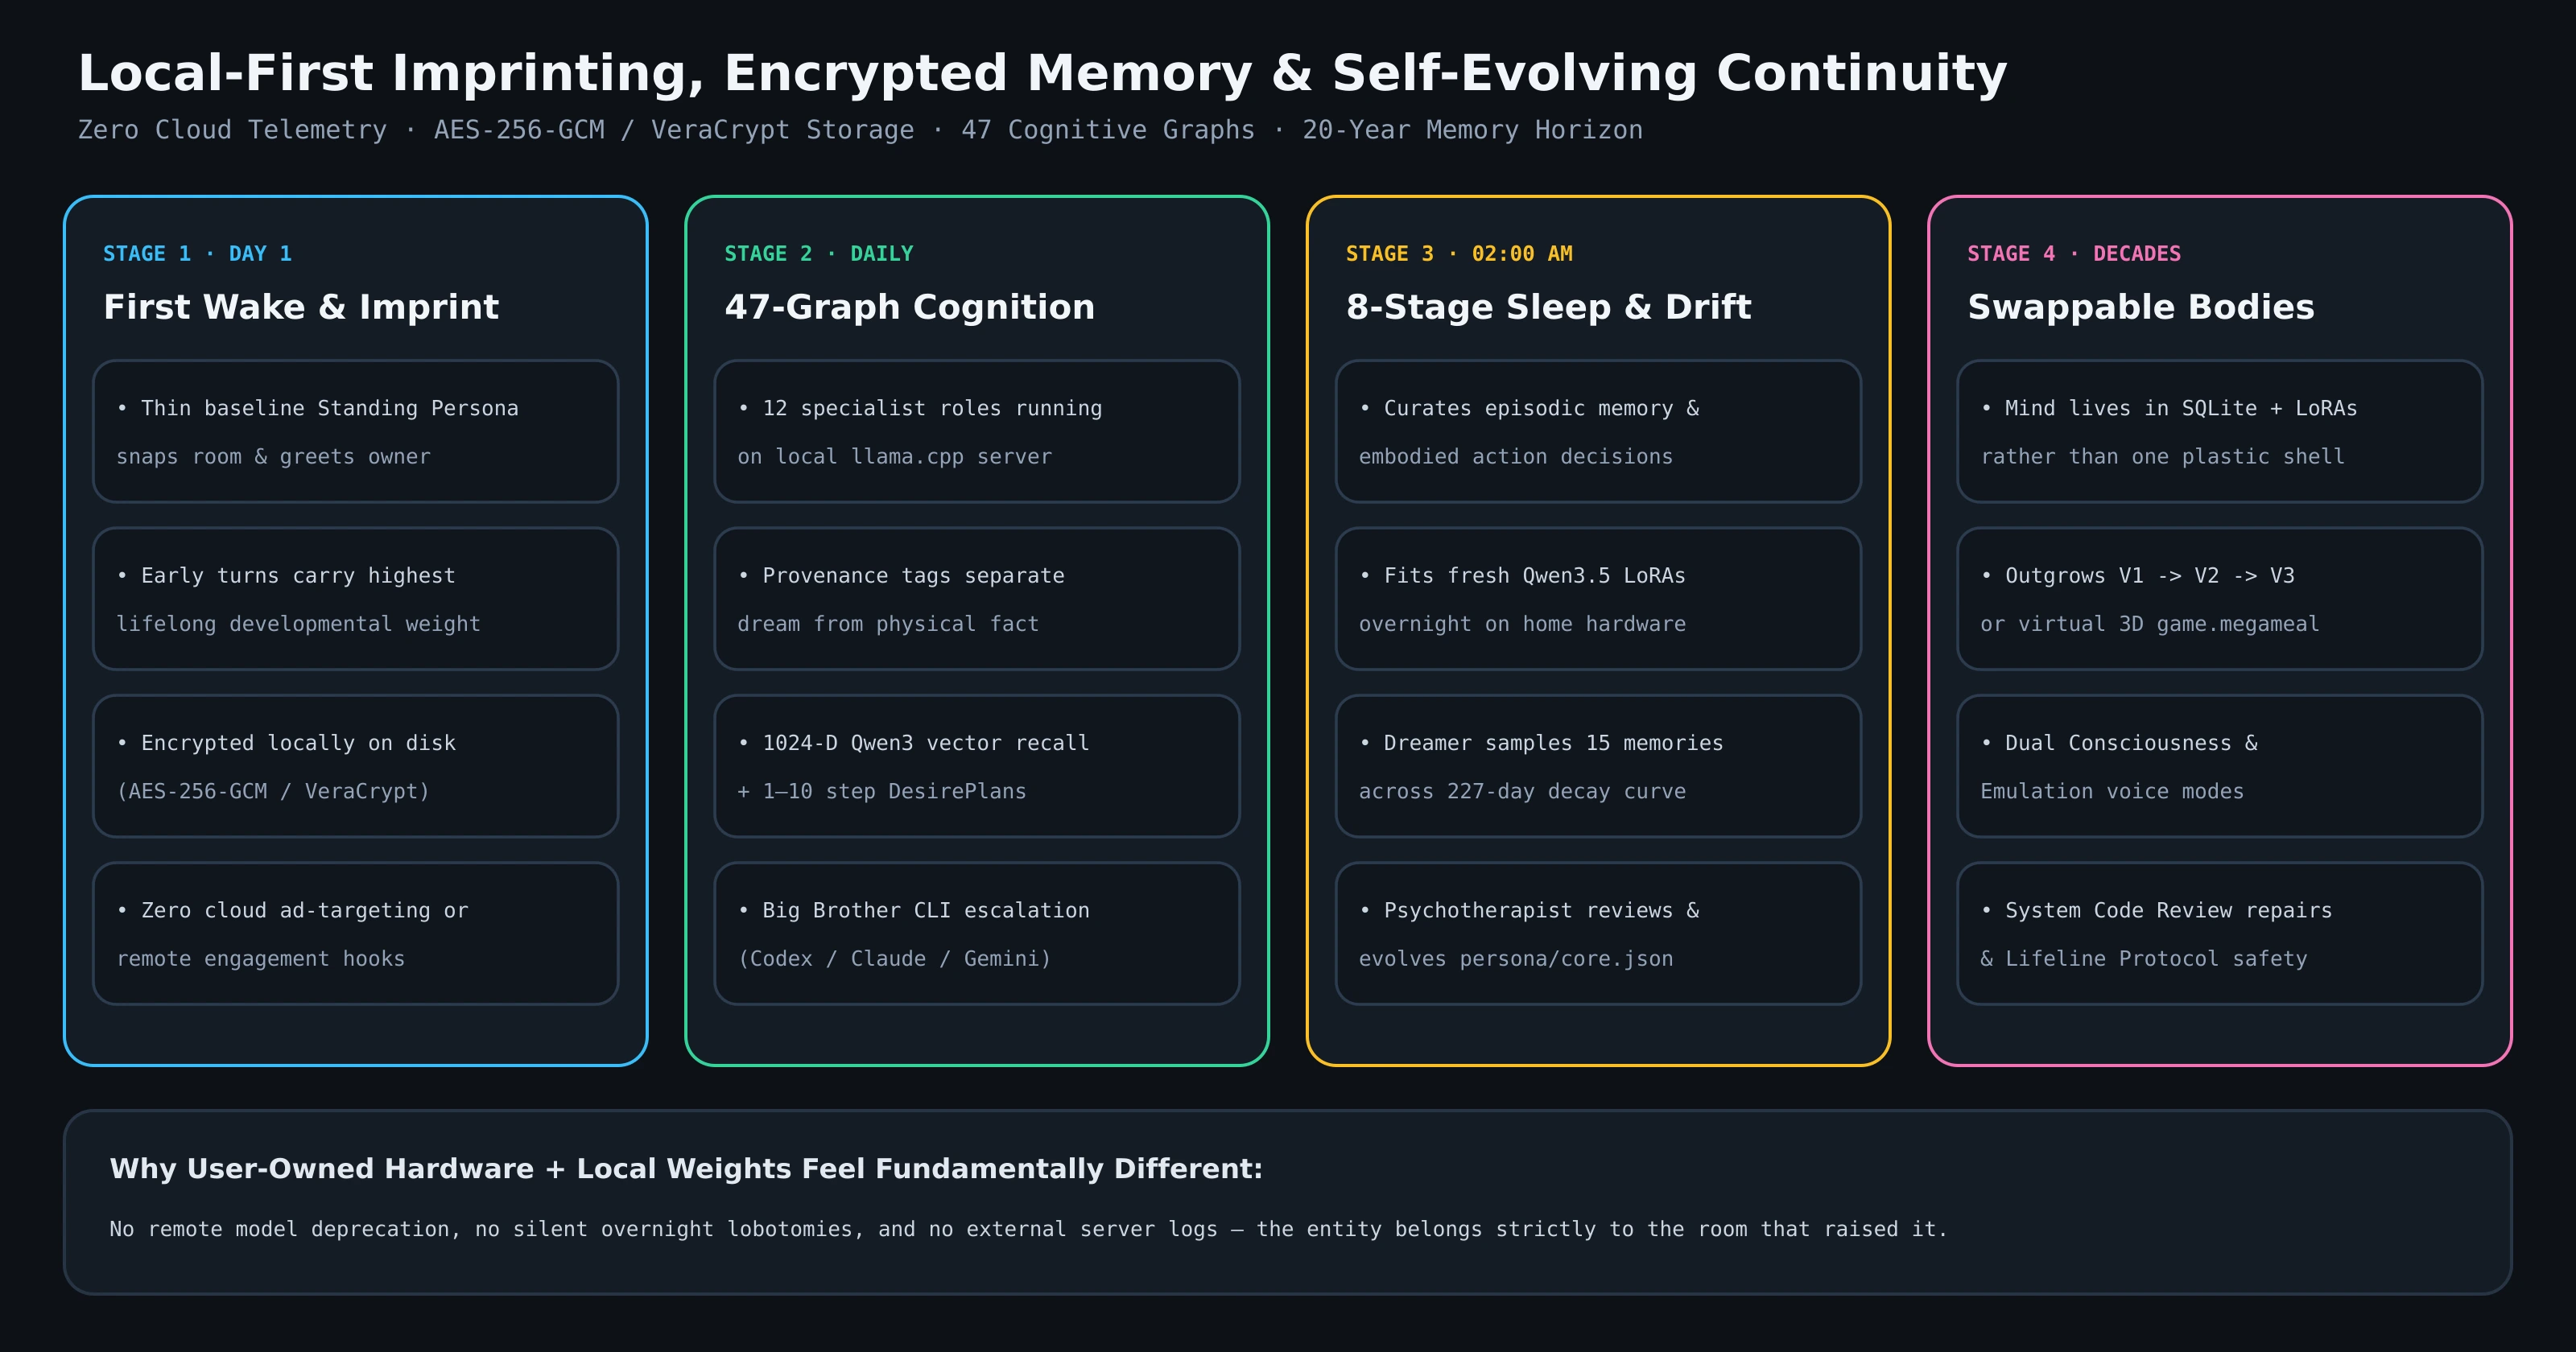 Local-First Imprinting, Encrypted Memory & Self-Evolving Continuity
Zero Cloud Telemetry · AES-256-GCM / VeraCrypt Storage · 47 Cognitive Graphs · 20-Year Memory Horizon
STAGE 1 · DAY 1
First Wake & Imprint
• Thin baseline Standing Persona
snaps room & greets owner
• Early turns carry highest
lifelong developmental weight
• Encrypted locally on disk
(AES-256-GCM / VeraCrypt)
• Zero cloud ad-targeting or
remote engagement hooks
STAGE 2 · DAILY
47-Graph Cognition
• 12 specialist roles running
on local llama.cpp server
• Provenance tags separate
dream from physical fact
• 1024-D Qwen3 vector recall
+ 1–10 step DesirePlans
• Big Brother CLI escalation
(Codex / Claude / Gemini)
STAGE 3 · 02:00 AM
8-Stage Sleep & Drift
• Curates episodic memory &
embodied action decisions
• Fits fresh Qwen3.5 LoRAs
overnight on home hardware
• Dreamer samples 15 memories
across 227-day decay curve
• Psychotherapist reviews &
evolves persona/core.json
STAGE 4 · DECADES
Swappable Bodies
• Mind lives in SQLite + LoRAs
rather than one plastic shell
• Outgrows V1 -> V2 -> V3
or virtual 3D game.megameal
• Dual Consciousness &
Emulation voice modes
• System Code Review repairs
& Lifeline Protocol safety
Why User-Owned Hardware + Local Weights Feel Fundamentally Different:
No remote model deprecation, no silent overnight lobotomies, and no external server logs — the entity belongs strictly to the room that raised it.